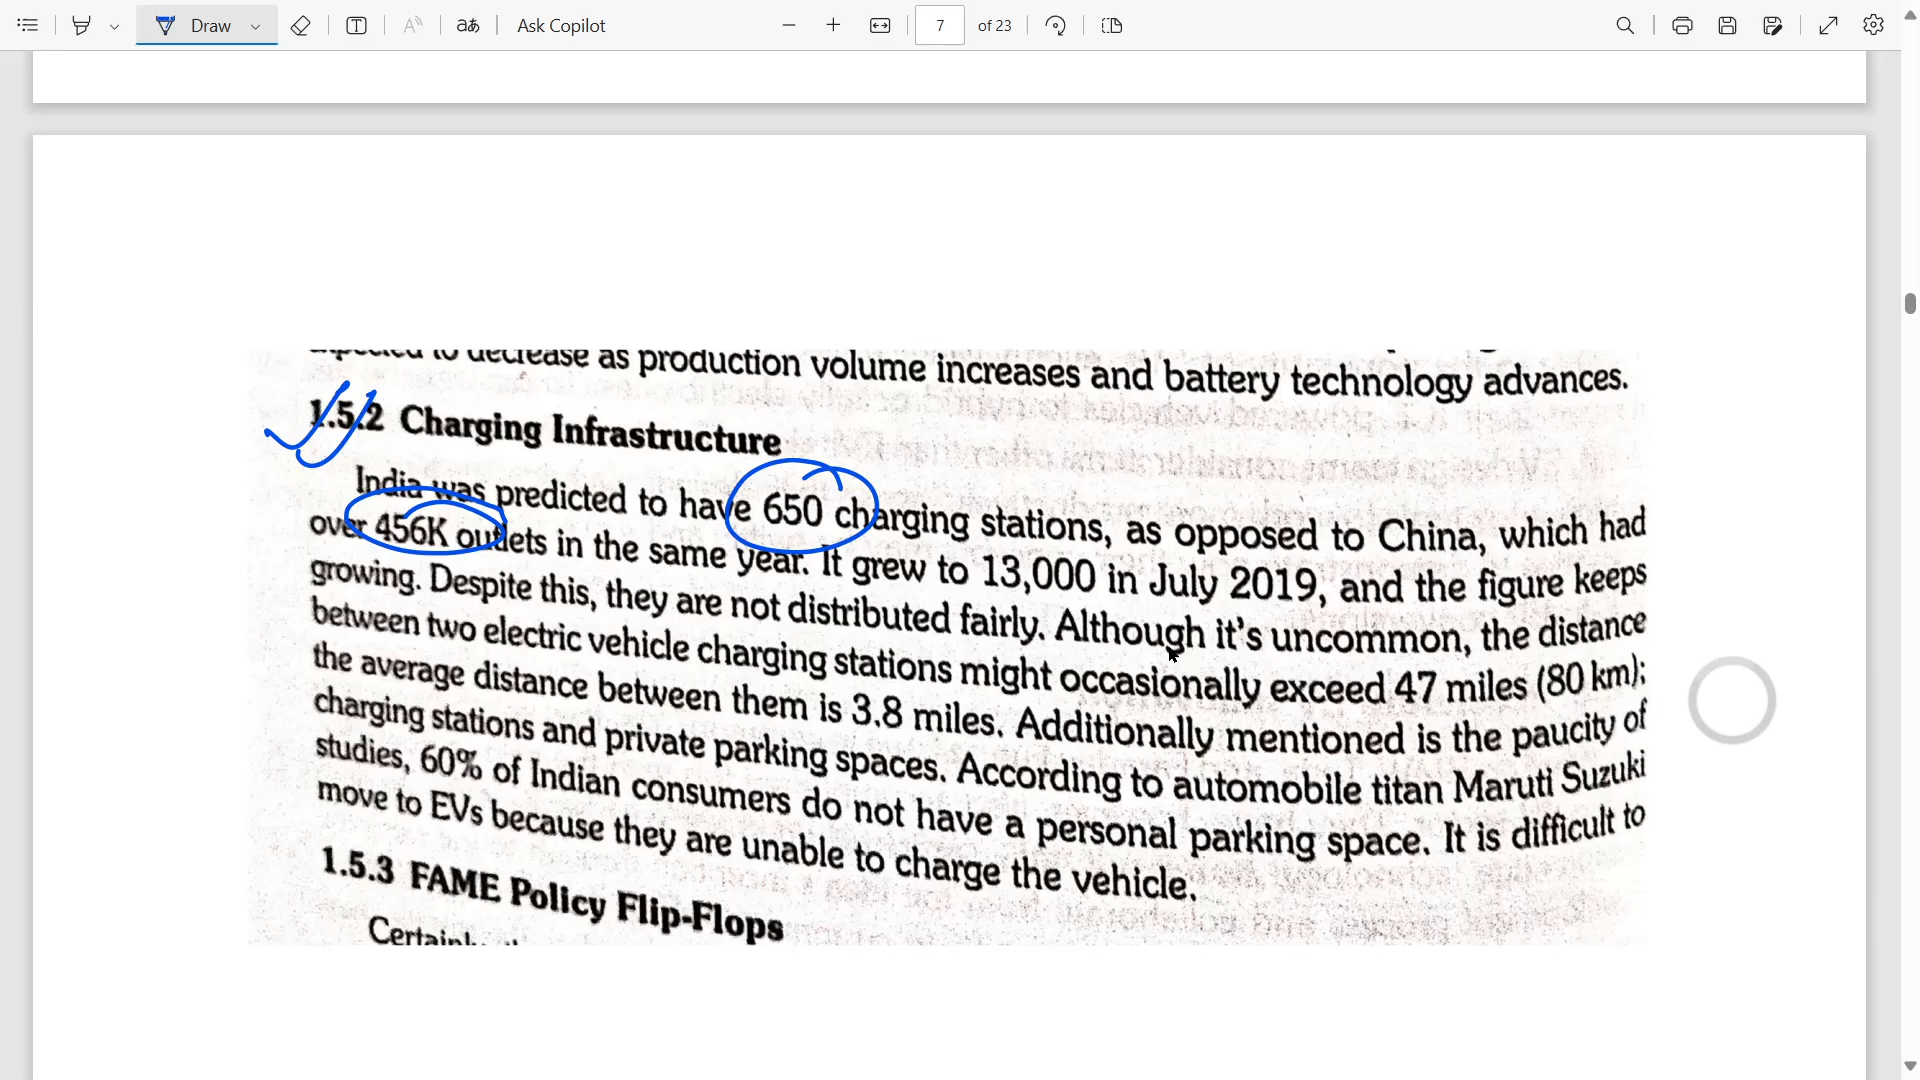 Draw
Ask Copilot
7 of 23
to decrease as production volume increases and battery technology advances.
1.5.2 Charging Infrastructure
India was predicted to have 650 charging stations, as opposed to China, which had
over 456K outlets in the same year. It grew to 13,000 in July 2019, and the figure keeps
growing. Despite this, they are not distributed fairly. Although it's uncommon, the distance
between two electric vehicle charging stations might occasionally exceed 47 miles (80 km);
the average distance between them is 3.8 miles. Additionally mentioned is the paucity of
charging stations and private parking spaces. According to automobile titan Maruti Suzuki
studies, 60% of Indian consumers do not have a personal parking space. It is difficult to
move to EVs because they are unable to charge the vehicle.
1.5.3 FAME Policy Flip-Flops